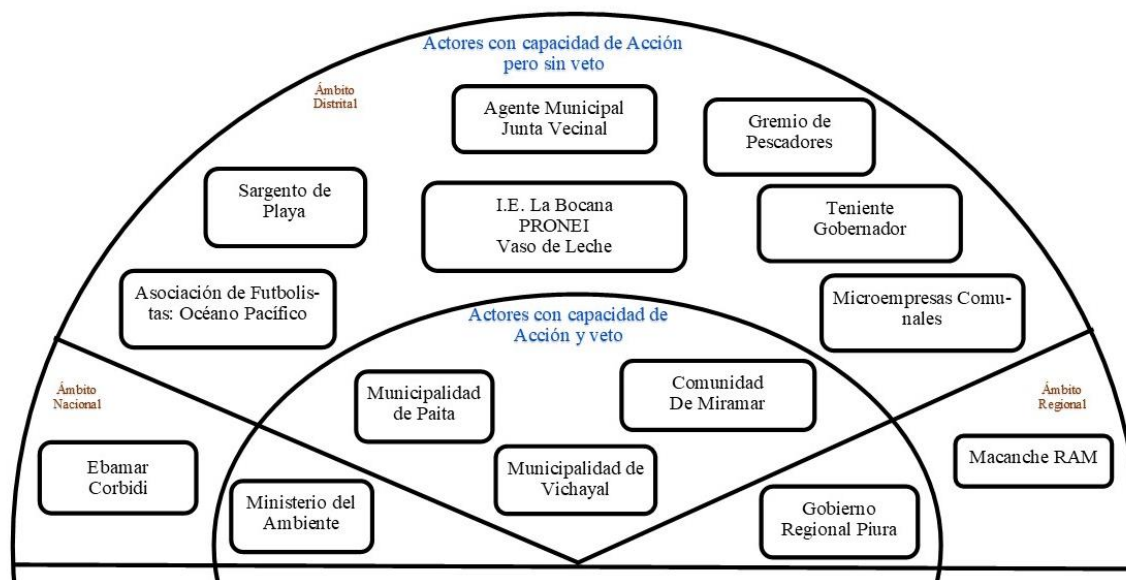 Actores con capacidad de Acción
pero sin veto
Ámbito
Distrital
Agente Municipal
Junta Vecinal
Gremio de
Pescadores
Sargento de
Playa
I.E. La Bocana
PRONEI
Vaso de Leche
Teniente
Gobernador
Asociación de Futbolis-
tas: Océano Pacífico
Microempresas Comu-
nales
Actores con capacidad de
Acción y veto
Ámbito
Nacional
Municipalidad
de Paita
Comunidad
De Miramar
Ámbito
Regional
Ebamar
Corbidi
Ministerio del
Ambiente
Municipalidad de
Vichayal
Gobierno
Regional Piura
Macanche RAM